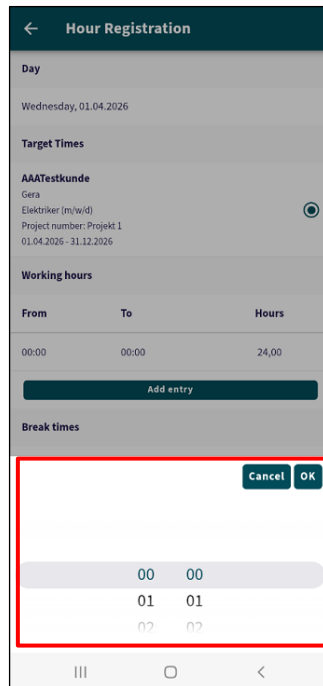 Hour Registration
Day
Wednesday, 01.04.2026
Target Times
AAATestkunde
Gera
Elektriker (m/w/d)
Project number: Projekt 1
01.04.2026 - 31.12.2026
Working hours
From To Hours
00:00 00:00 24,00
Add entry
Break times
Cancel OK
00 00
01 01
02 02